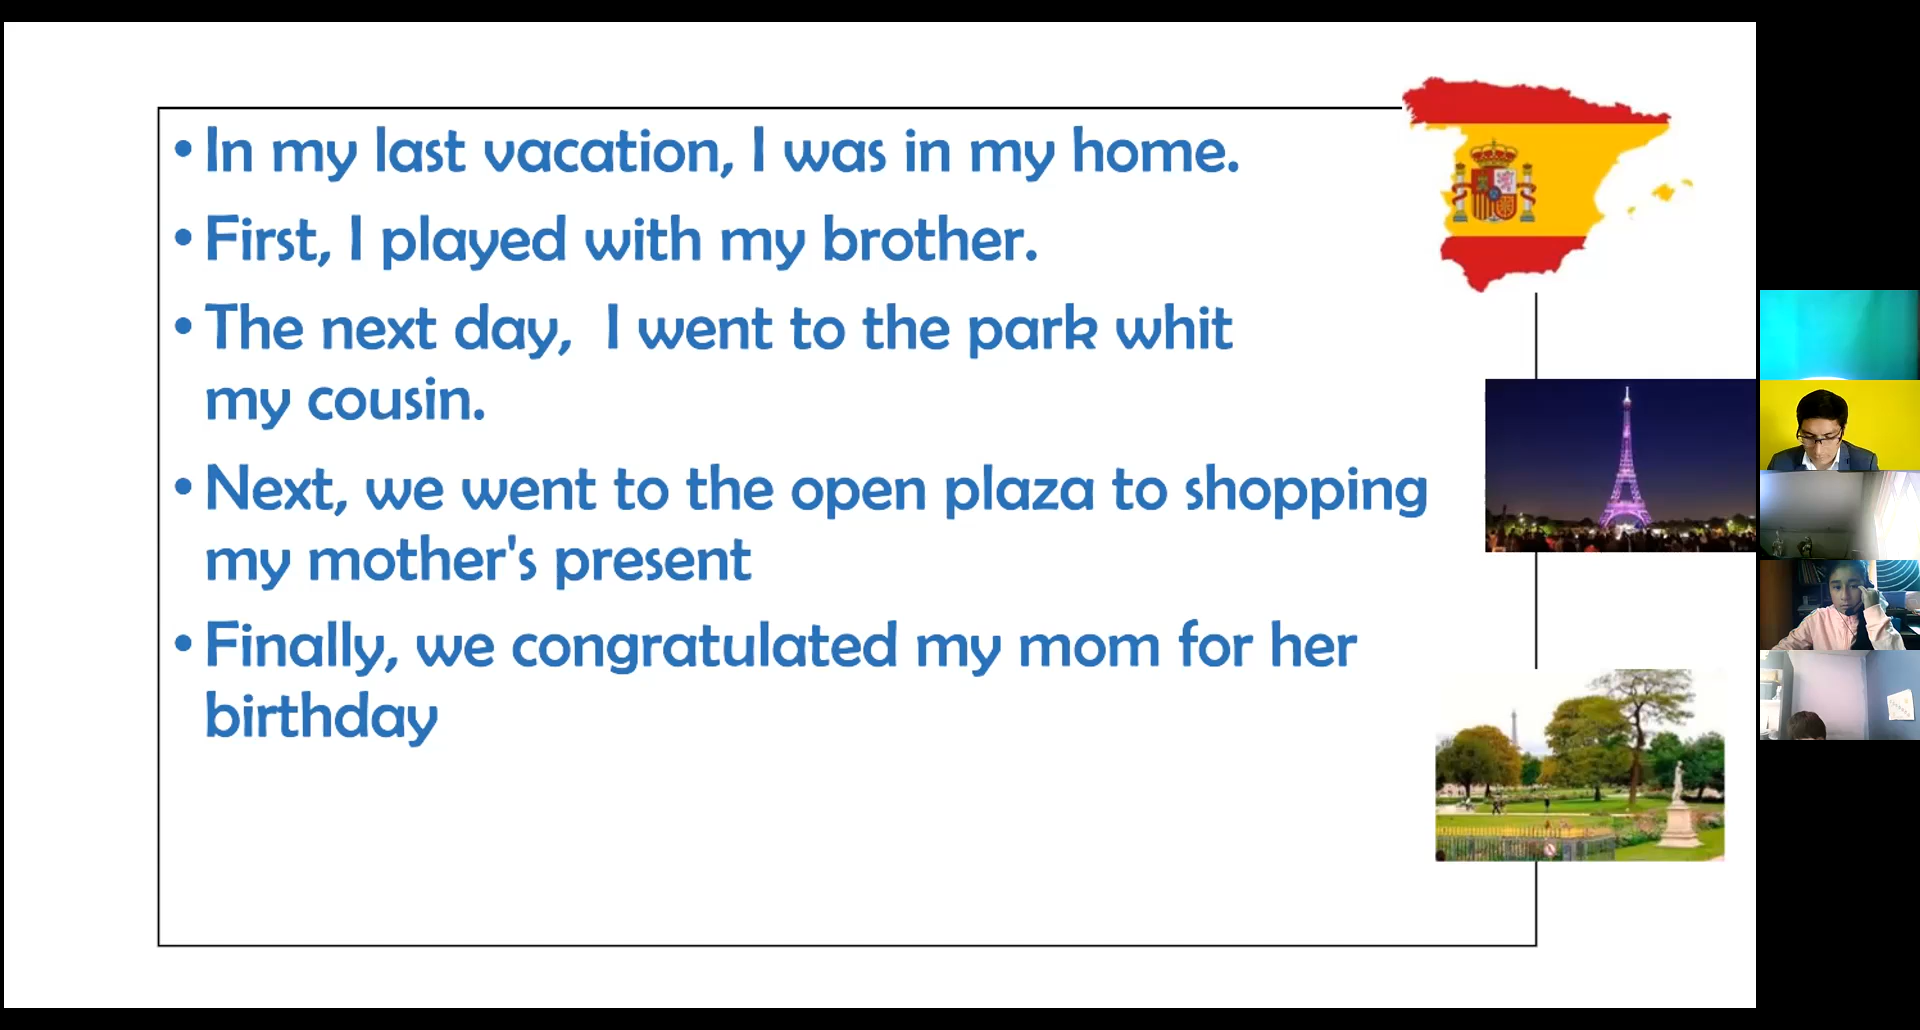 • In my last vacation, I was in my home.
• First, I played with my brother.
• The next day,  I went to the park whit
my cousin.
• Next, we went to the open plaza to shopping
my mother's present
• Finally, we congratulated my mom for her
birthday